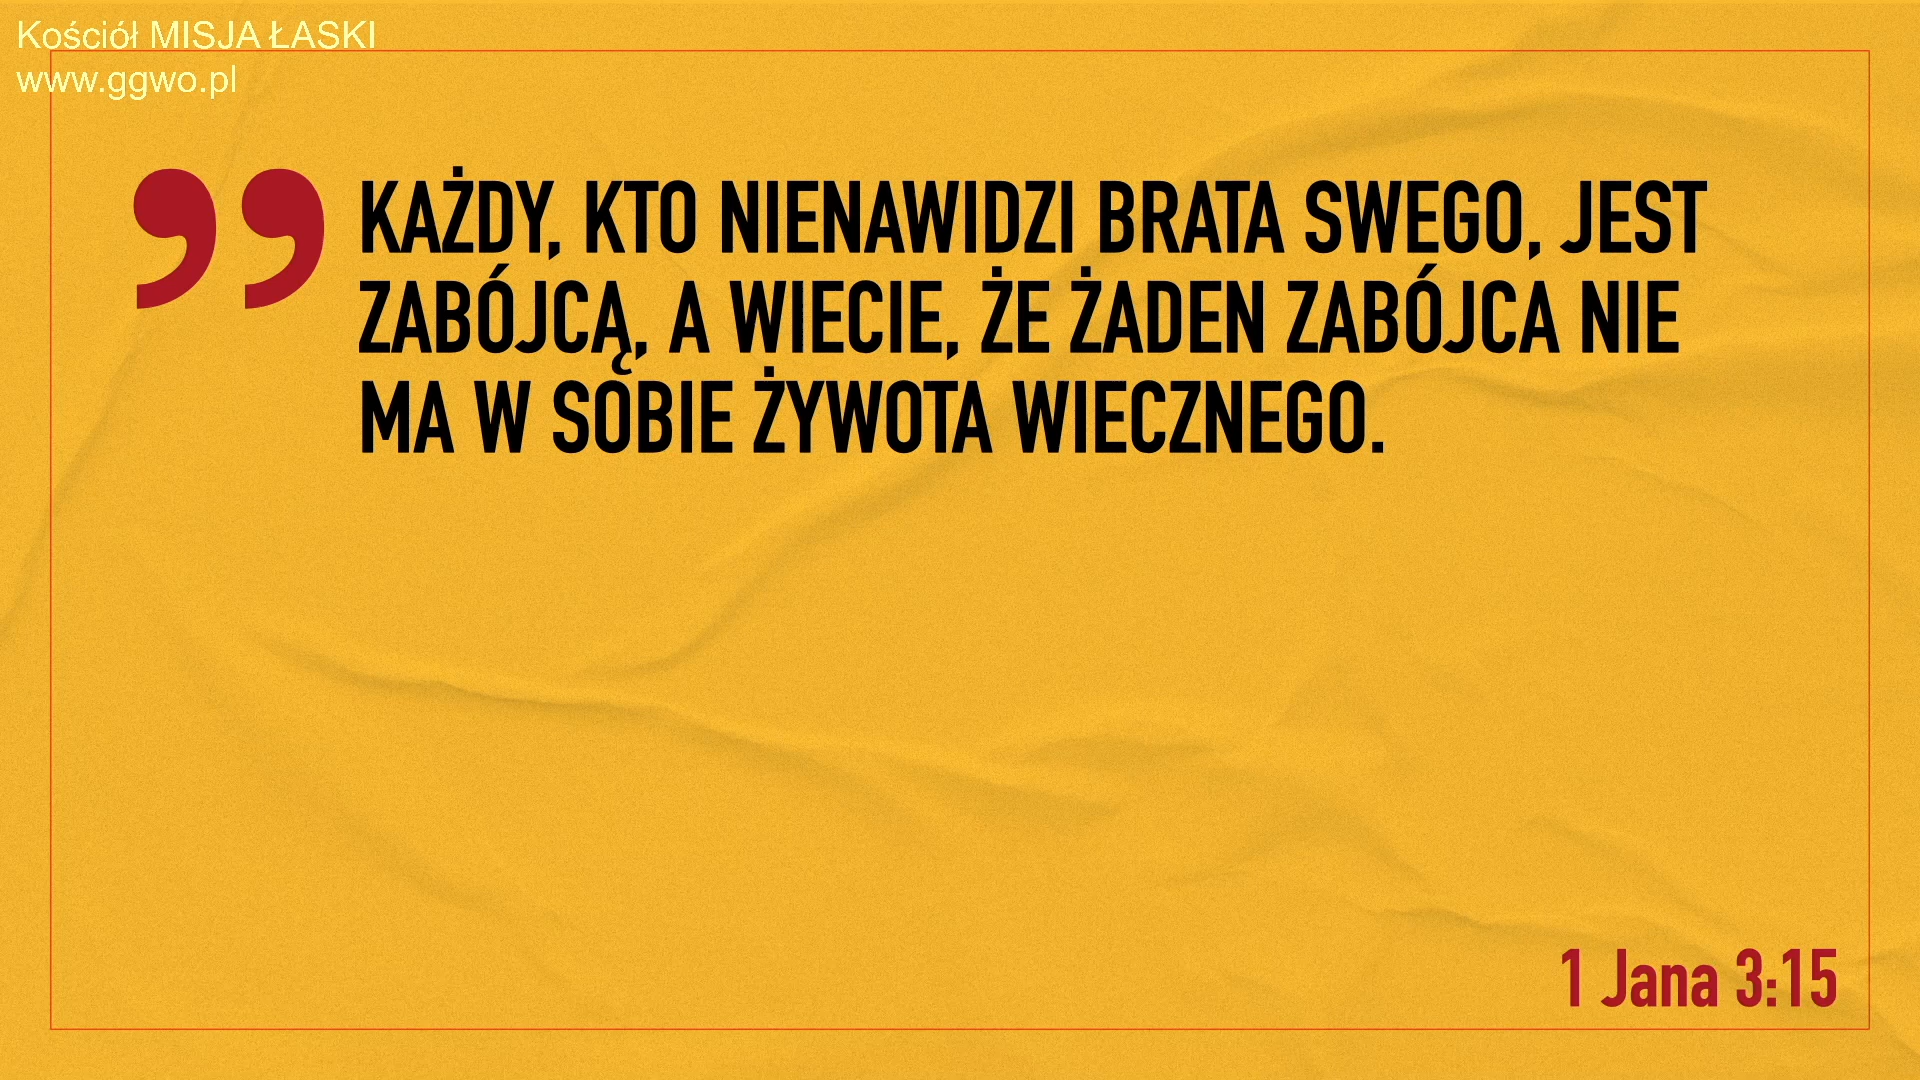 Kościół MISJA ŁASKI
www.ggwo.pl
” KAŻDY, KTO NIENAWIDZI BRATA SWEGO, JEST
ZABÓJCĄ, A WIECIE, ŻE ŻADEN ZABÓJCA NIE
MA W SOBIE ŻYWOTA WIECZNEGO.
1 Jana 3:15